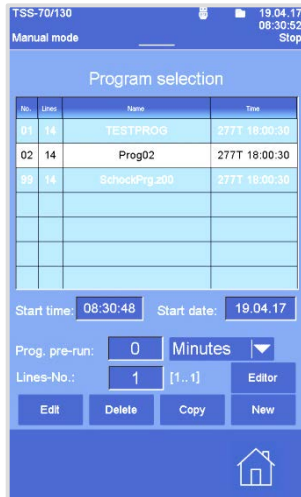 TSS-70/130 19.04.17
08:30:52
Manual mode Stop
Program selection
No. Lines Name Time
01 14 TESTPROG 277T 18:00:30
02 14 Prog02 277T 18:00:30
99 14 SchockPrg.z00 277T 18:00:30
Start time: 08:30:48 Start date: 19.04.17
Prog. pre-run: 0 Minutes
Lines-No.: 1 [1..1] Editor
Edit Delete Copy New